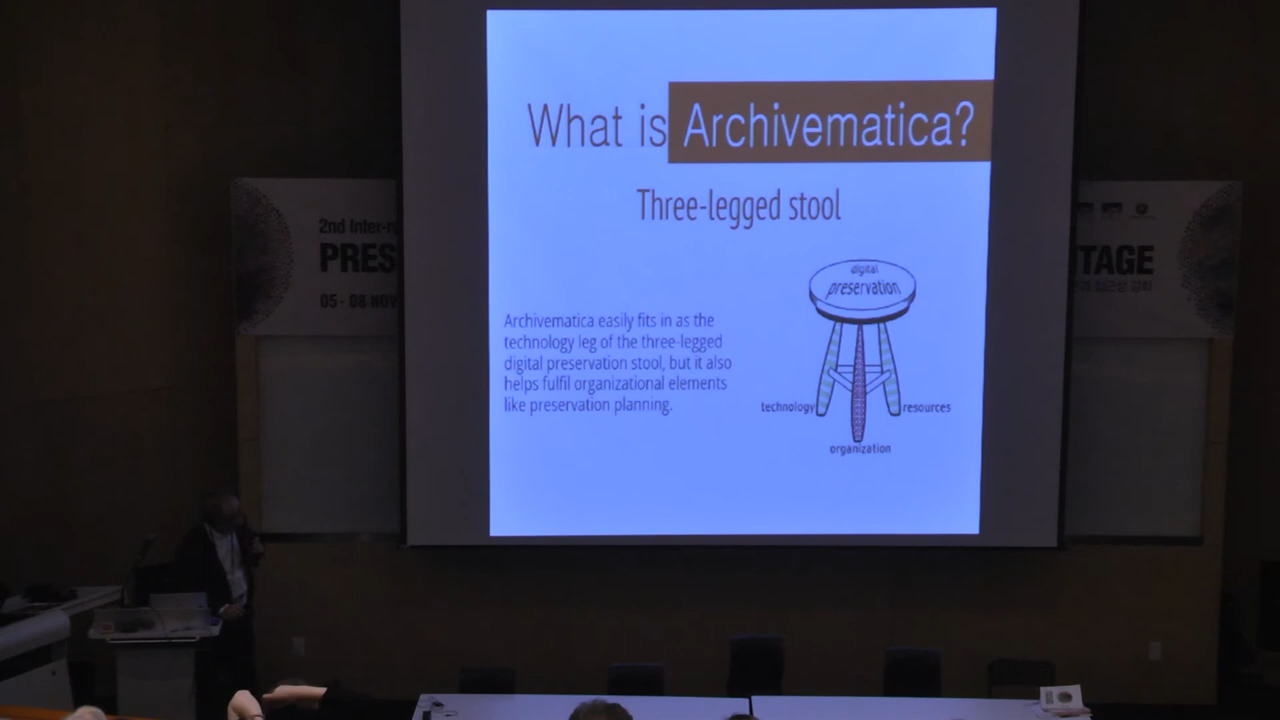 What is Archivematica?
Three-legged stool
Archivematica easily fits in as the
technology leg of the three-legged
digital preservation stool, but it also
helps fulfil organizational elements
like preservation planning.
digital
preservation
technology
resources
organization
2nd Inter-r
PRES
05 - 08 NOV
TAGE